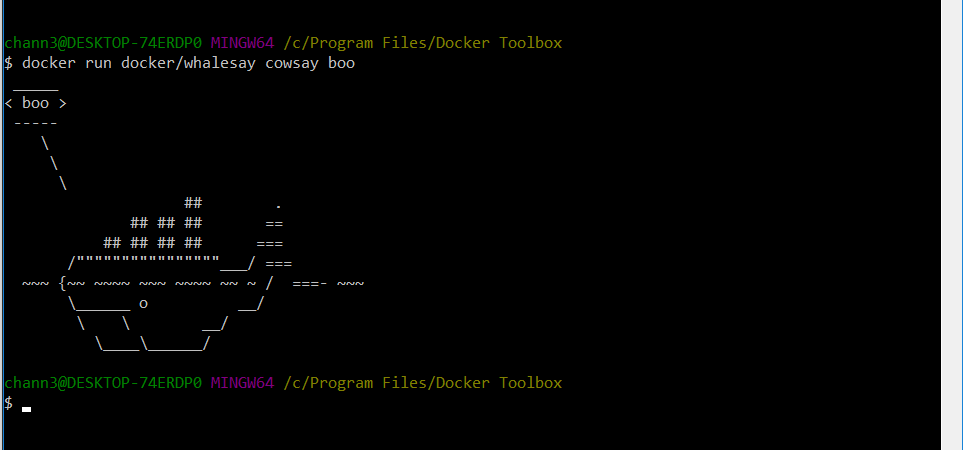 chann3@DESKTOP-74ERDP0 MINGW64 /c/Program Files/Docker Toolbox
$ docker run docker/whalesay cowsay boo
 _____
< boo >
 -----
    \
     \
      \
                    ##        .
              ## ## ##       ==
           ## ## ## ##      ===
       /""""""""""""""""___/ ===
  ~~~ {~~ ~~~~ ~~~ ~~~~ ~~ ~ /  ===- ~~~
       \______ o          __/
        \    \        __/
          \____\______/

chann3@DESKTOP-74ERDP0 MINGW64 /c/Program Files/Docker Toolbox
$